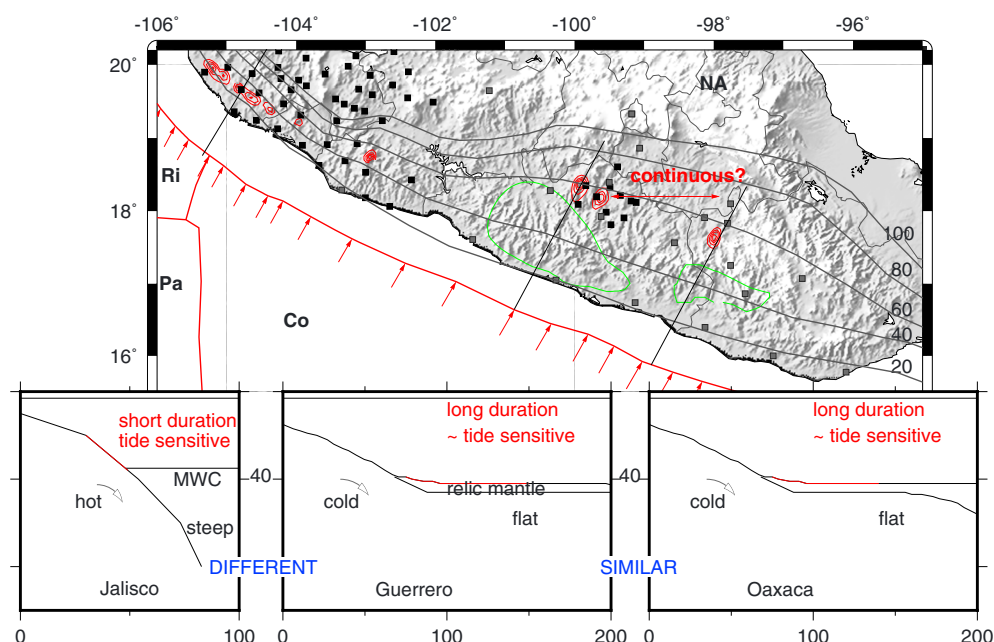 -106° -104° -102° -100° -98° -96°
20°
NA
continuous?
Ri
18°
100
Pa
80
Co
60
40
16°
20
short duration
tide sensitive
MWC
hot
steep
Jalisco
0 100
DIFFERENT
40
long duration
~ tide sensitive
relic mantle
cold
flat
Guerrero
0 100 200
SIMILAR
40
long duration
~ tide sensitive
cold
flat
Oaxaca
0 100 200